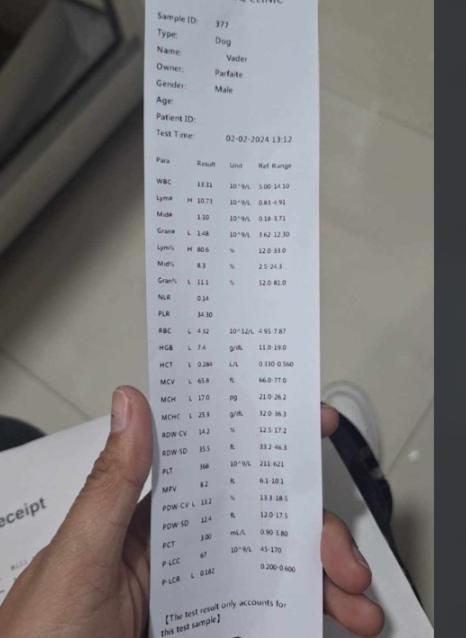 CLINIC
Sample ID: 377
Type: Dog
Name: Vader
Owner: Parfaite
Gender: Male
Age:
Patient ID:
Test Time: 02-02-2024 13:12
Para Result Unit Ref. Range
WBC 13.31 10^9/L 5.00-14.10
Lym# H 10.73 10^9/L 0.83-4.91
Mid# 1.10 10^9/L 0.18-3.71
Gran# L 1.48 10^9/L 3.62-12.30
Lym% H 80.6 % 12.0-33.0
Mid% 8.3 % 2.5-24.3
Gran% L 11.1 % 12.0-81.0
NLR 0.14
PLR 34.30
RBC L 4.32 10^12/L 4.95-7.87
HGB L 7.4 g/dL 11.0-19.0
HCT L 0.284 L/L 0.330-0.560
MCV L 65.8 fL 66.0-77.0
MCH L 17.0 pg 21.0-26.2
MCHC L 25.9 g/dL 32.0-36.3
RDW-CV 14.2 % 12.5-17.2
RDW-SD 35.5 fL 33.2-46.3
PLT 368 10^9/L 211-621
MPV 8.2 fL 6.1-10.1
PDW-CV L 13.2 % 13.3-18.5
PDW-SD 12.4 fL 12.0-17.5
PCT 3.00 mL/L 0.90-5.80
P-LCC 67 10^9/L 45-170
P-LCR L 0.182 0.200-0.600
【The test result only accounts for
this test sample】
eceipt